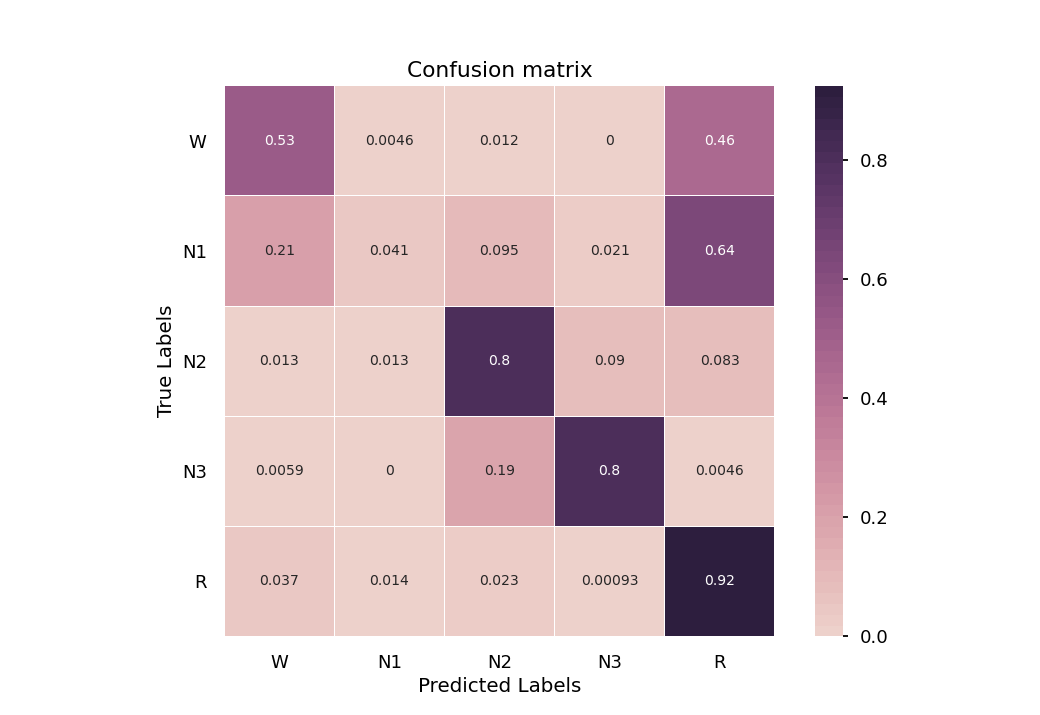 Confusion matrix
W 0.53 0.0046 0.012 0 0.46
N1 0.21 0.041 0.095 0.021 0.64
N2 0.013 0.013 0.8 0.09 0.083
N3 0.0059 0 0.19 0.8 0.0046
R 0.037 0.014 0.023 0.00093 0.92
W N1 N2 N3 R
Predicted Labels
True Labels
0.8
0.6
0.4
0.2
0.0